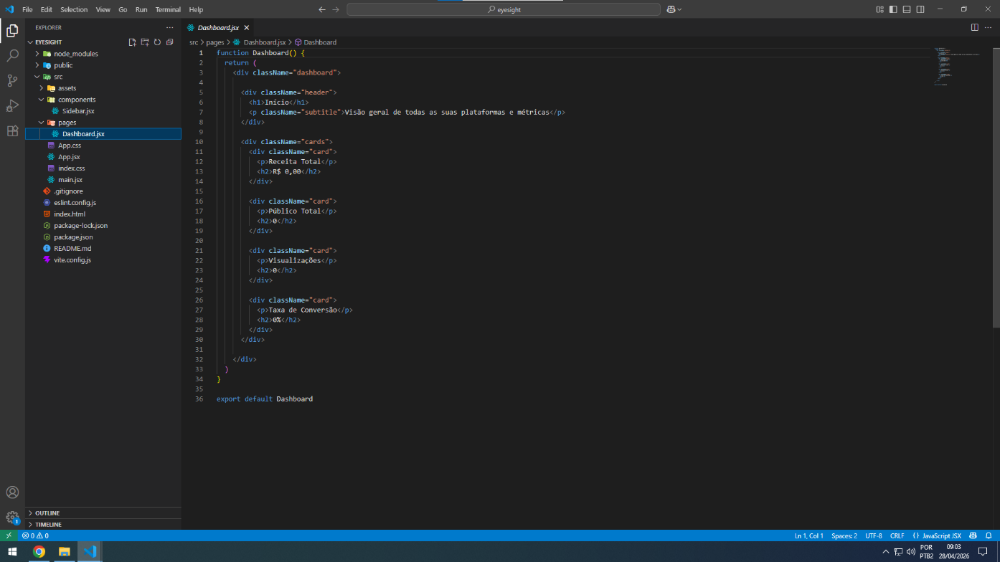 File Edit Selection View Go Run Terminal Help
eyesight
EXPLORER
EYESIGHT
node_modules
public
src
assets
components
Sidebar.jsx
pages
Dashboard.jsx
App.css
App.jsx
index.css
main.jsx
.gitignore
eslint.config.js
index.html
package-lock.json
package.json
README.md
vite.config.js
OUTLINE
TIMELINE
Dashboard.jsx
src > pages > Dashboard.jsx > Dashboard
1 function Dashboard() {
2 return (
3 <div className="dashboard">
4
5 <div className="header">
6 <h1>Início</h1>
7 <p className="subtitle">Visão geral de todas as suas plataformas e métricas</p>
8 </div>
9
10 <div className="cards">
11 <div className="card">
12 <p>Receita Total</p>
13 <h2>R$ 0,00</h2>
14 </div>
15
16 <div className="card">
17 <p>Público Total</p>
18 <h2>0</h2>
19 </div>
20
21 <div className="card">
22 <p>Visualizações</p>
23 <h2>0</h2>
24 </div>
25
26 <div className="card">
27 <p>Taxa de Conversão</p>
28 <h2>0%</h2>
29 </div>
30 </div>
31
32 </div>
33 )
34 }
35
36 export default Dashboard
1
0 0
Ln 1, Col 1 Spaces: 2 UTF-8 CRLF {} JavaScript JSX
POR
PTB2
09:03
28/04/2026